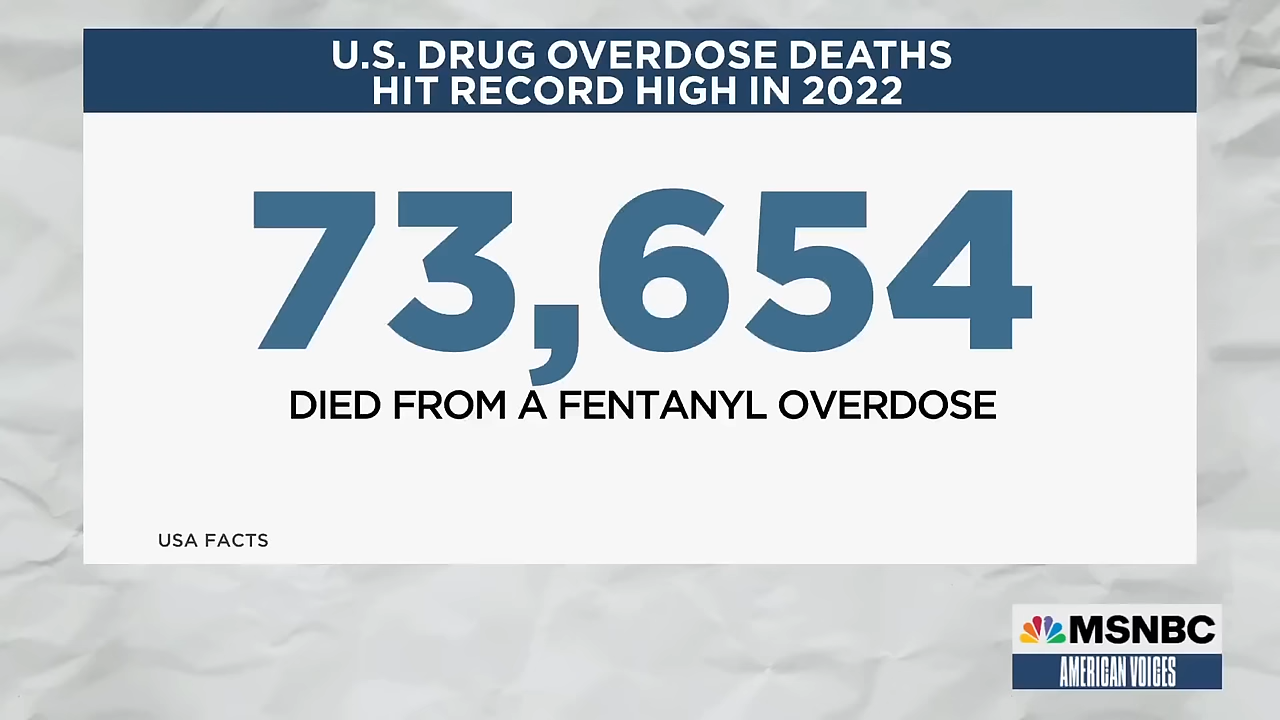 U.S. DRUG OVERDOSE DEATHS
HIT RECORD HIGH IN 2022
73,654
DIED FROM A FENTANYL OVERDOSE
USA FACTS
MSNBC
AMERICAN VOICES